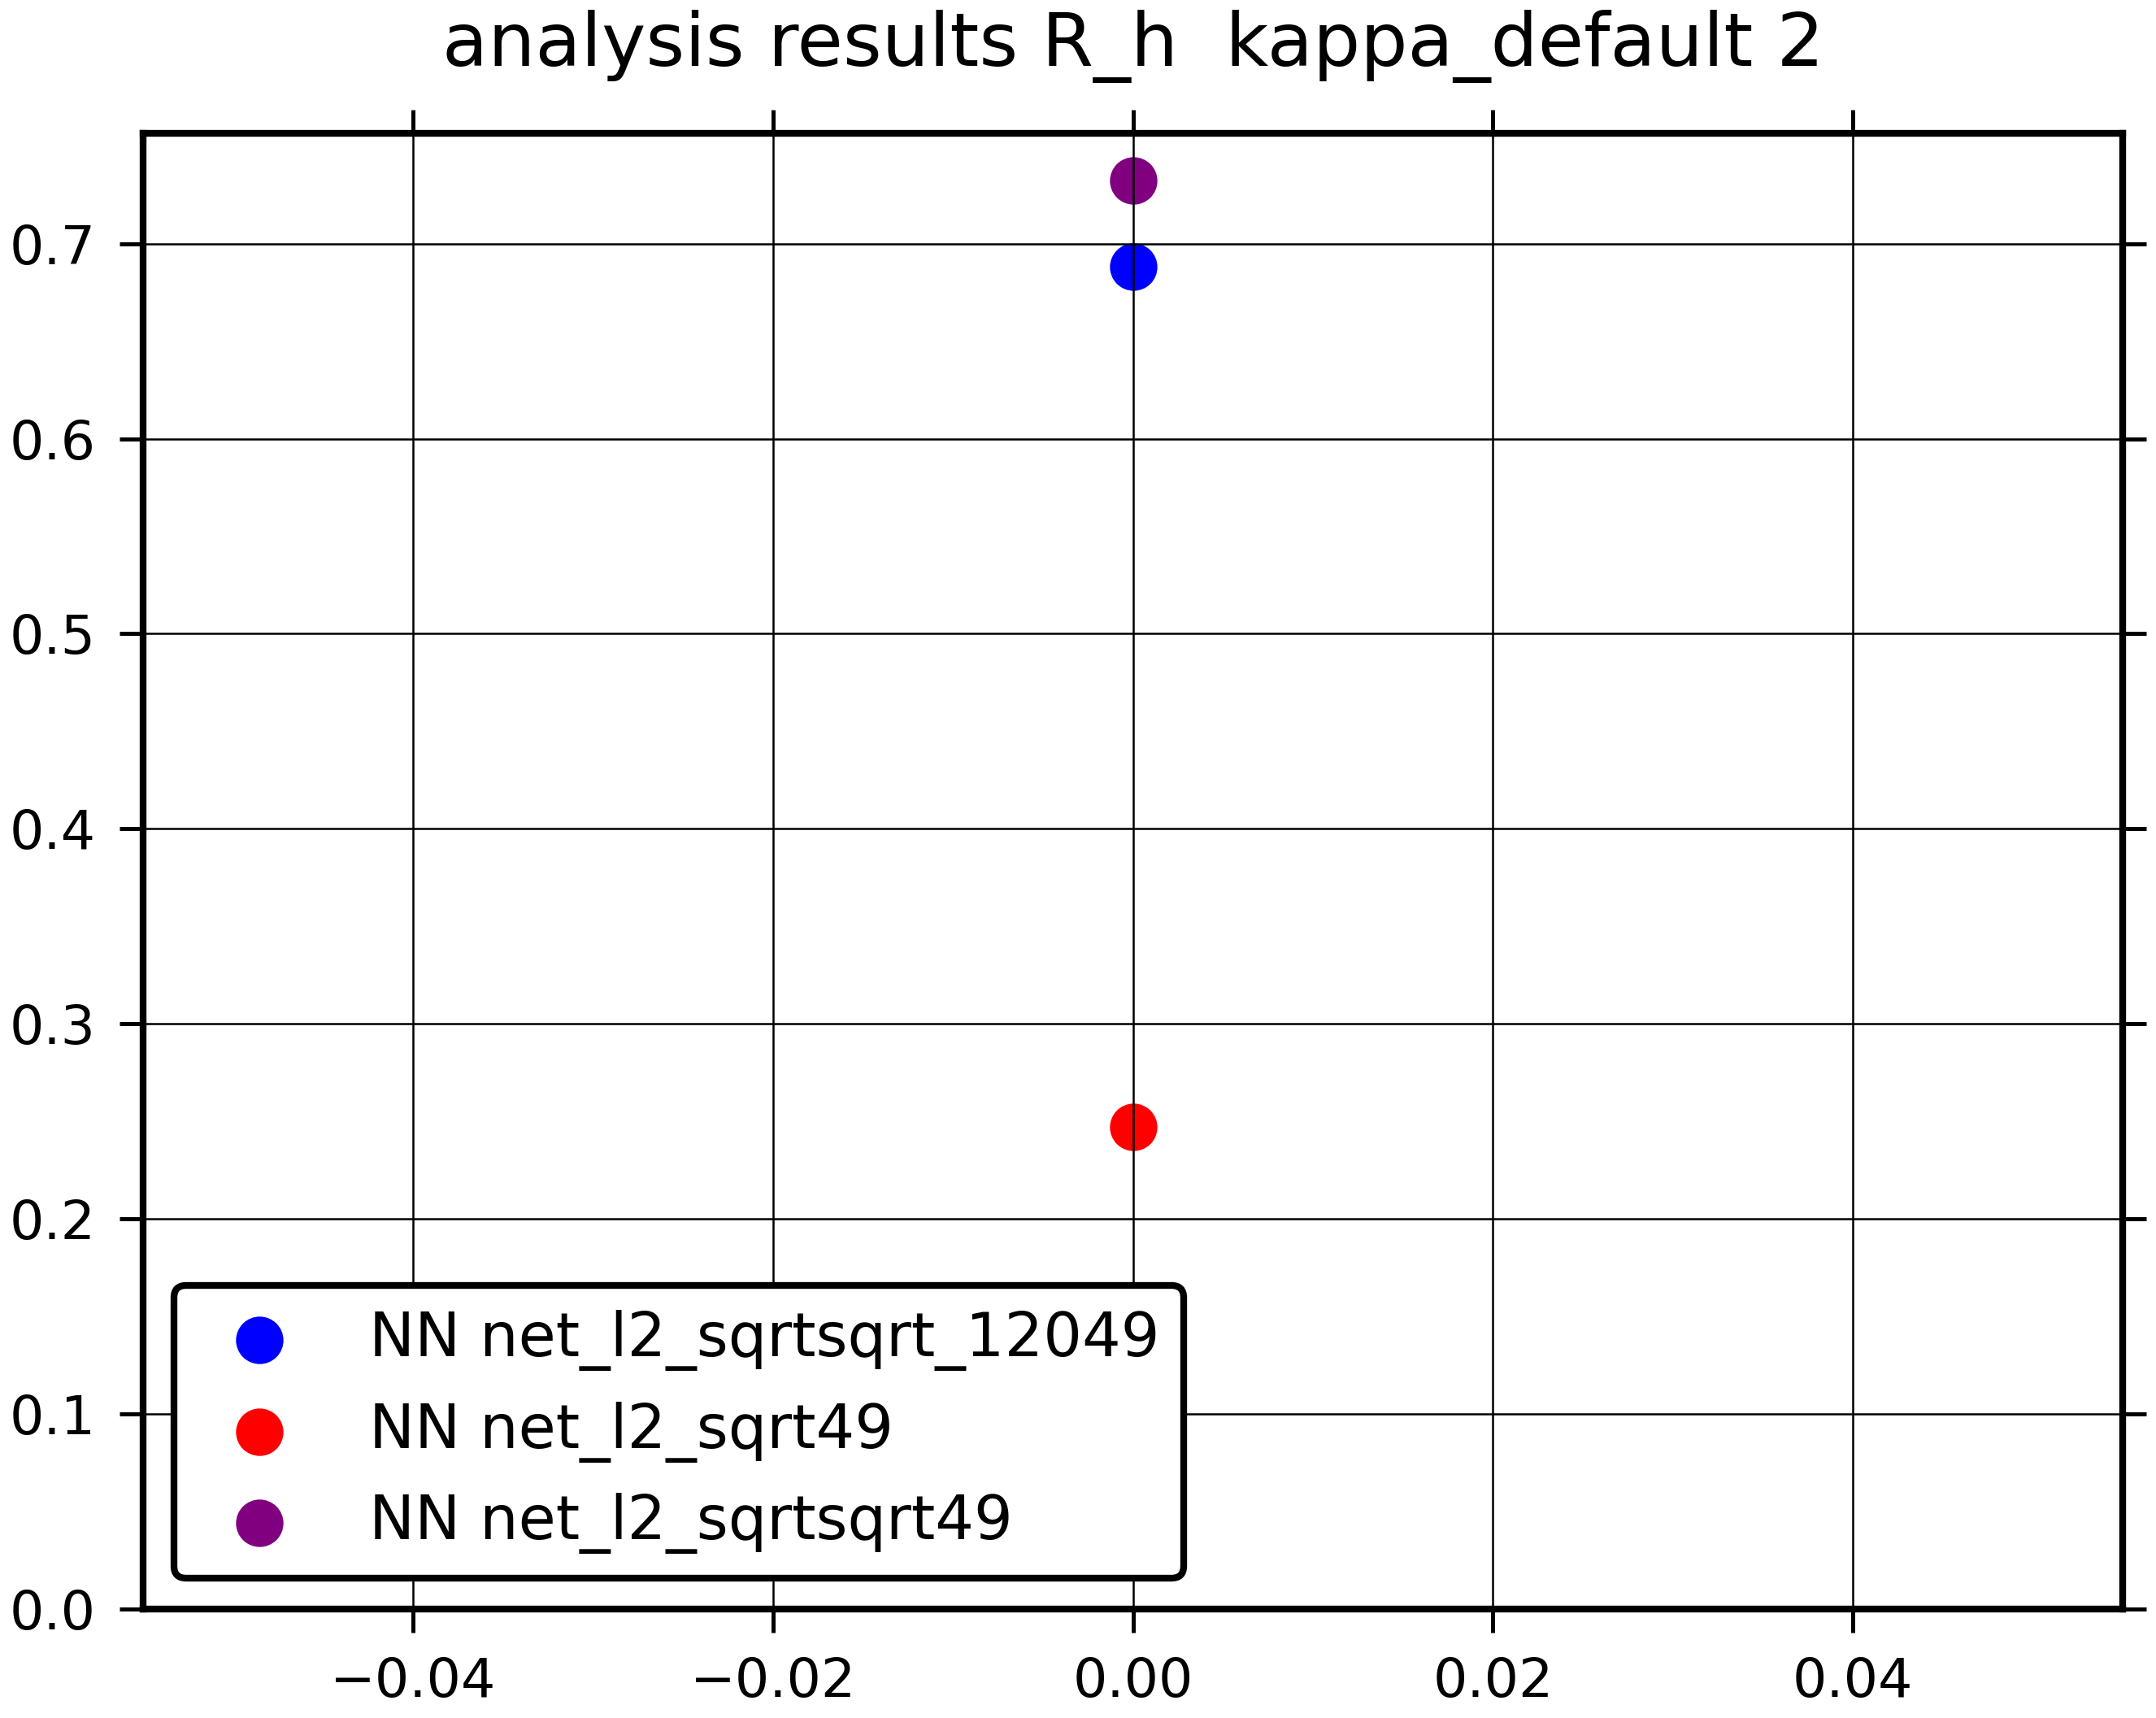 analysis results R_h  kappa_default 2
0.7
0.6
0.5
0.4
0.3
0.2
0.1
0.0
NN net_l2_sqrtsqrt_12049
NN net_l2_sqrt49
NN net_l2_sqrtsqrt49
−0.04 −0.02 0.00 0.02 0.04